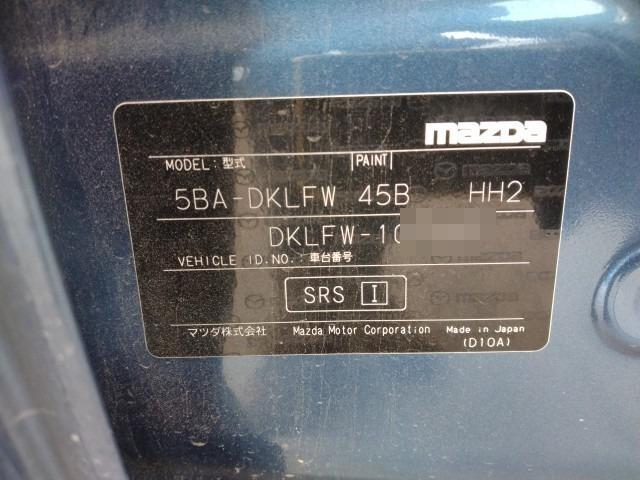 mazda
MODEL: 型式 PAINT
5BA-DKLFW 45B HH2
DKLFW-10
VEHICLE ID.NO.: 車台番号
SRS I
マツダ株式会社 Mazda Motor Corporation Made in Japan
(D10A)